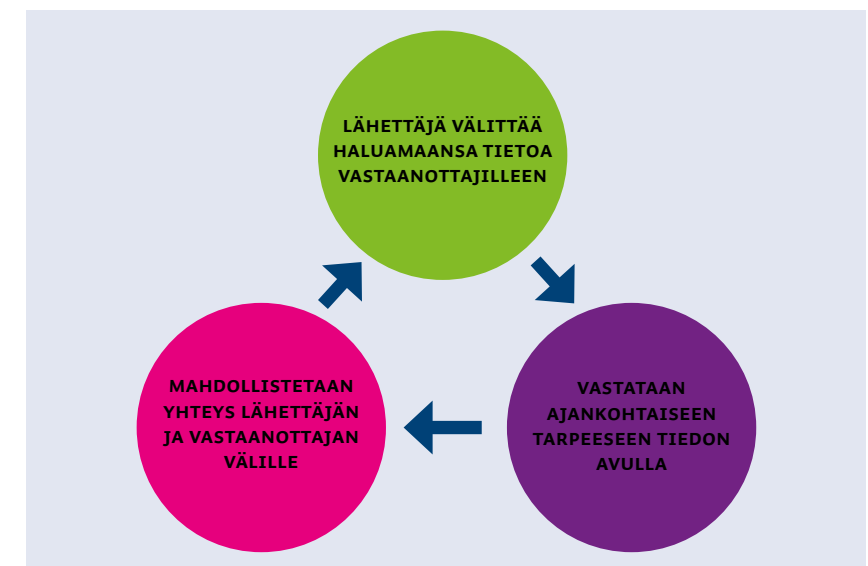 LÄHETTÄJÄ VÄLITTÄÄ
HALUAMAANSA TIETOA
VASTAANOTTAJILLEEN
VASTATAAN
AJANKOHTAISEEN
TARPEESEEN TIEDON
AVULLA
MAHDOLLISTETAAN
YHTEYS LÄHETTÄJÄN
JA VASTAANOTTAJAN
VÄLILLE